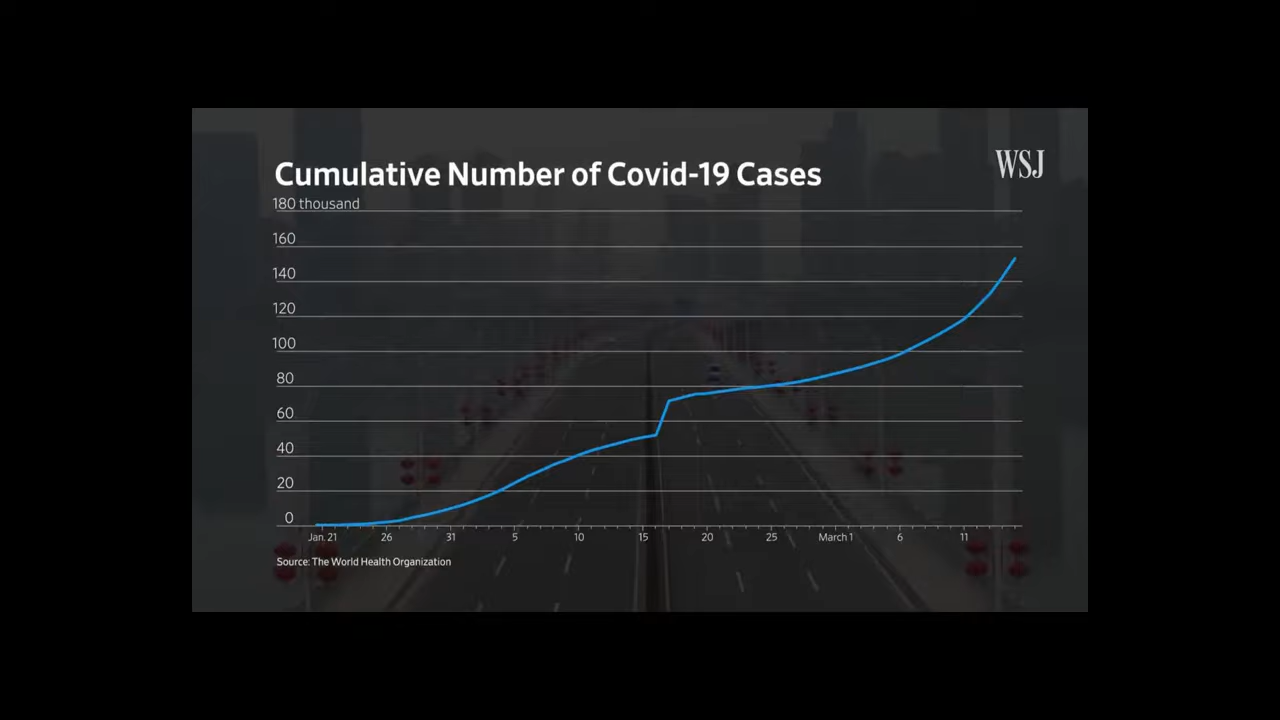 Cumulative Number of Covid-19 Cases
WSJ
180 thousand
160
140
120
100
80
60
40
20
0
Jan. 21 26 31 5 10 15 20 25 March 1 6 11
Source: The World Health Organization